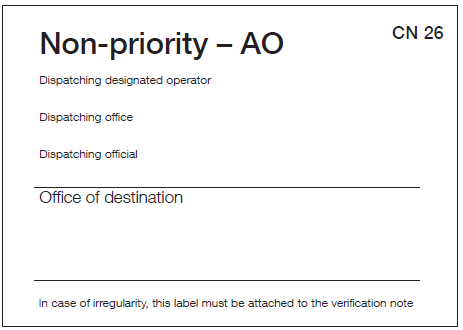 Non-priority – AO
CN 26
Dispatching designated operator
Dispatching office
Dispatching official
Office of destination
In case of irregularity, this label must be attached to the verification note